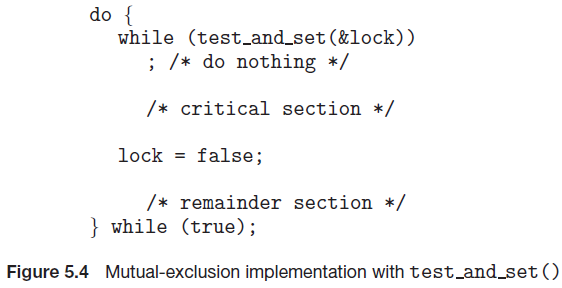 do {
while (test_and_set(&lock))
; /* do nothing */
/* critical section */
lock = false;
/* remainder section */
} while (true);
Figure 5.4 Mutual-exclusion implementation with test_and_set()